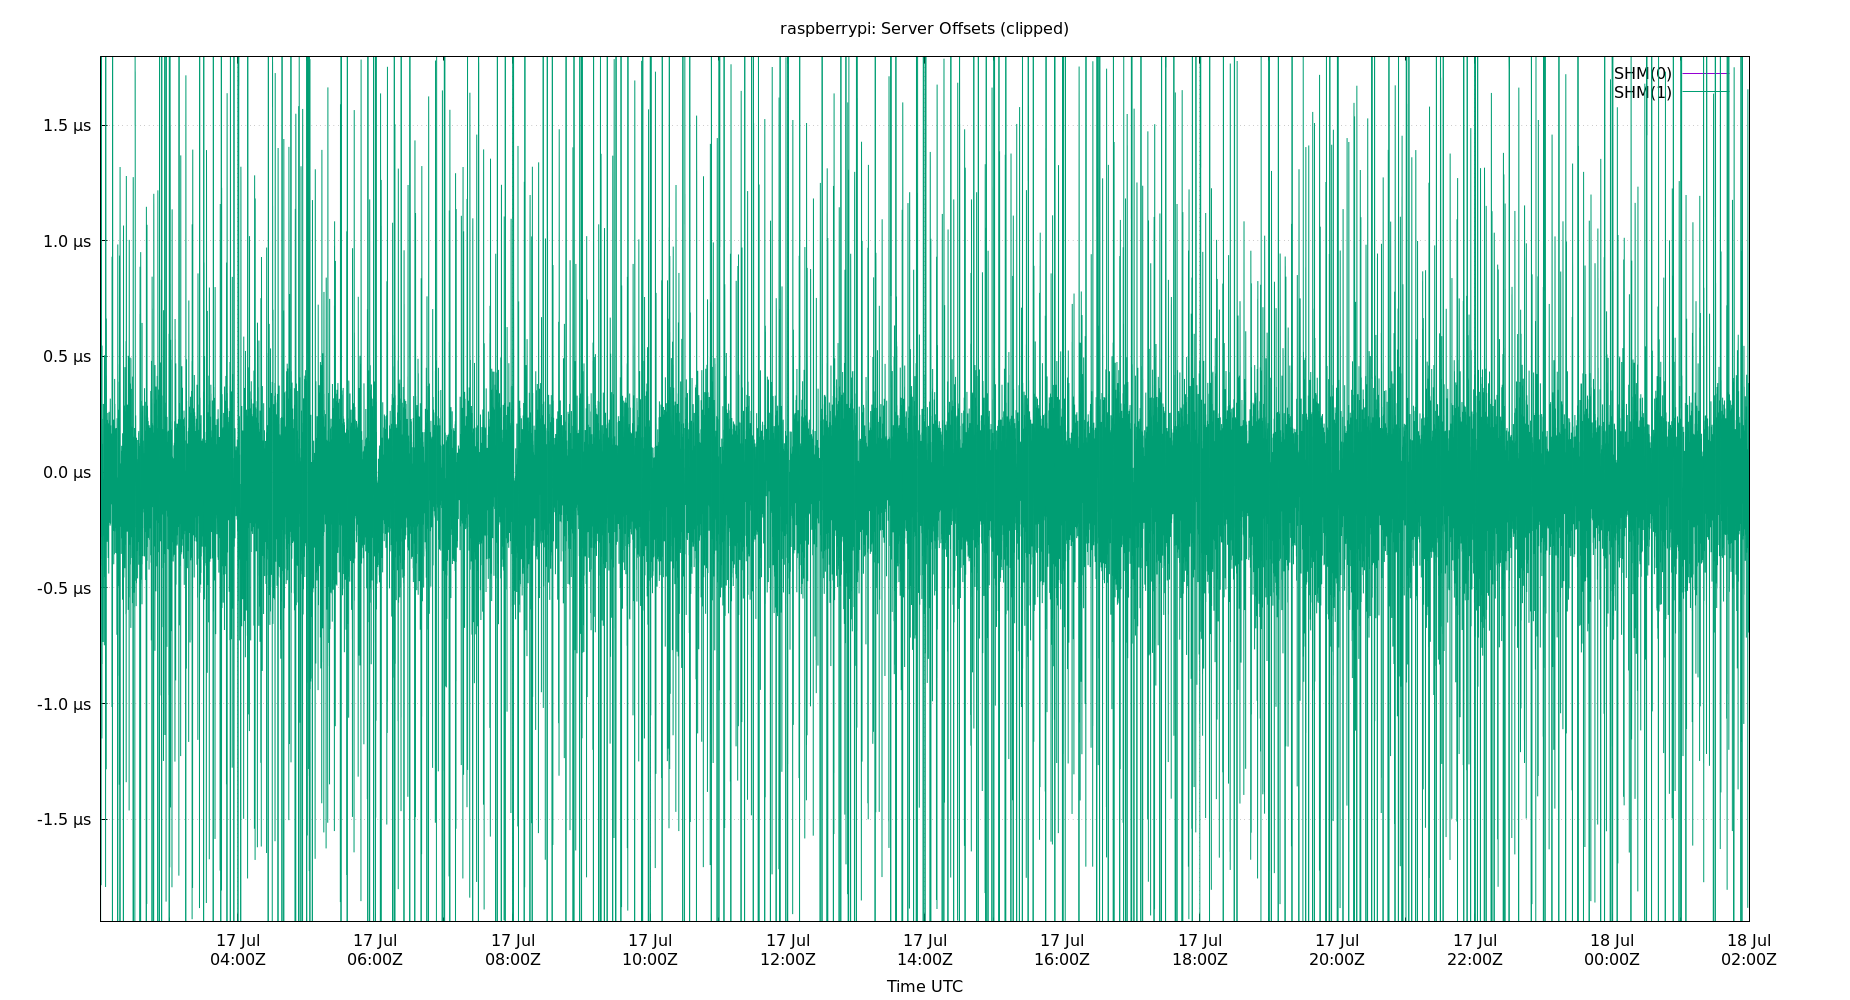 raspberrypi: Server Offsets (clipped)
SHM(0)
SHM(1)
1.5 µs
1.0 µs
0.5 µs
0.0 µs
-0.5 µs
-1.0 µs
-1.5 µs
17 Jul 17 Jul 17 Jul 17 Jul 17 Jul 17 Jul 17 Jul 17 Jul 17 Jul 17 Jul 18 Jul 18 Jul
04:00Z 06:00Z 08:00Z 10:00Z 12:00Z 14:00Z 16:00Z 18:00Z 20:00Z 22:00Z 00:00Z 02:00Z
Time UTC